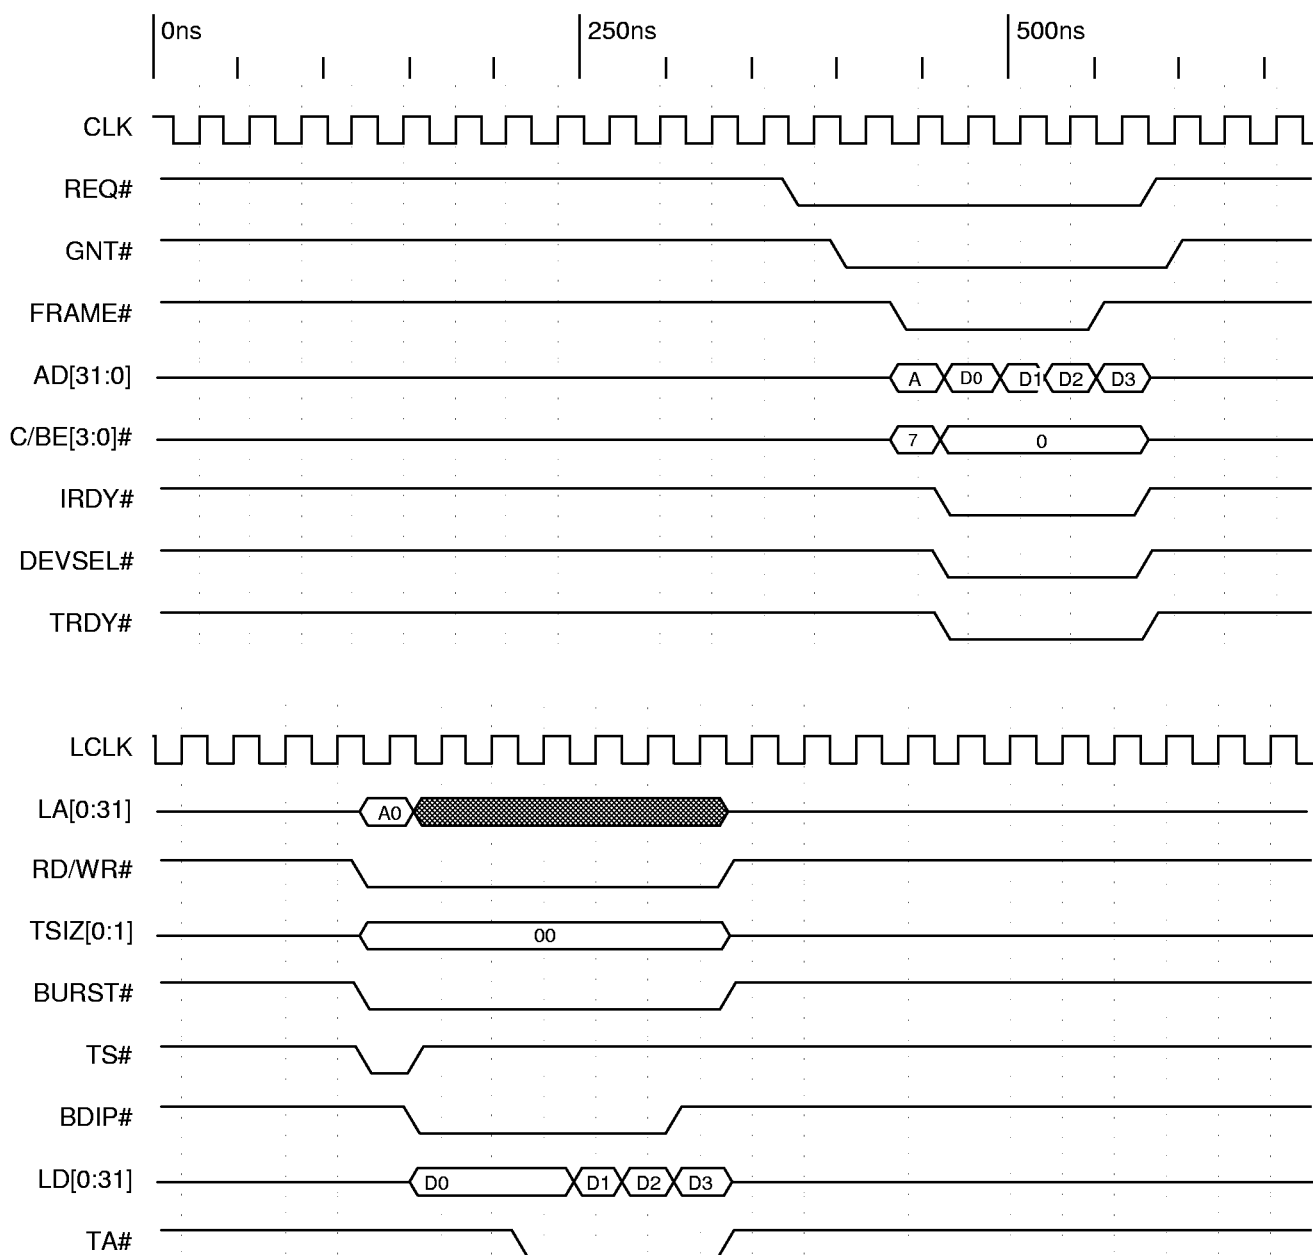 0ns 250ns 500ns
CLK
REQ#
GNT#
FRAME#
AD[31:0] A D0 D1 D2 D3
C/BE[3:0]# 7 0
IRDY#
DEVSEL#
TRDY#
LCLK
LA[0:31] A0
RD/WR#
TSIZ[0:1] 00
BURST#
TS#
BDIP#
LD[0:31] D0 D1 D2 D3
TA#